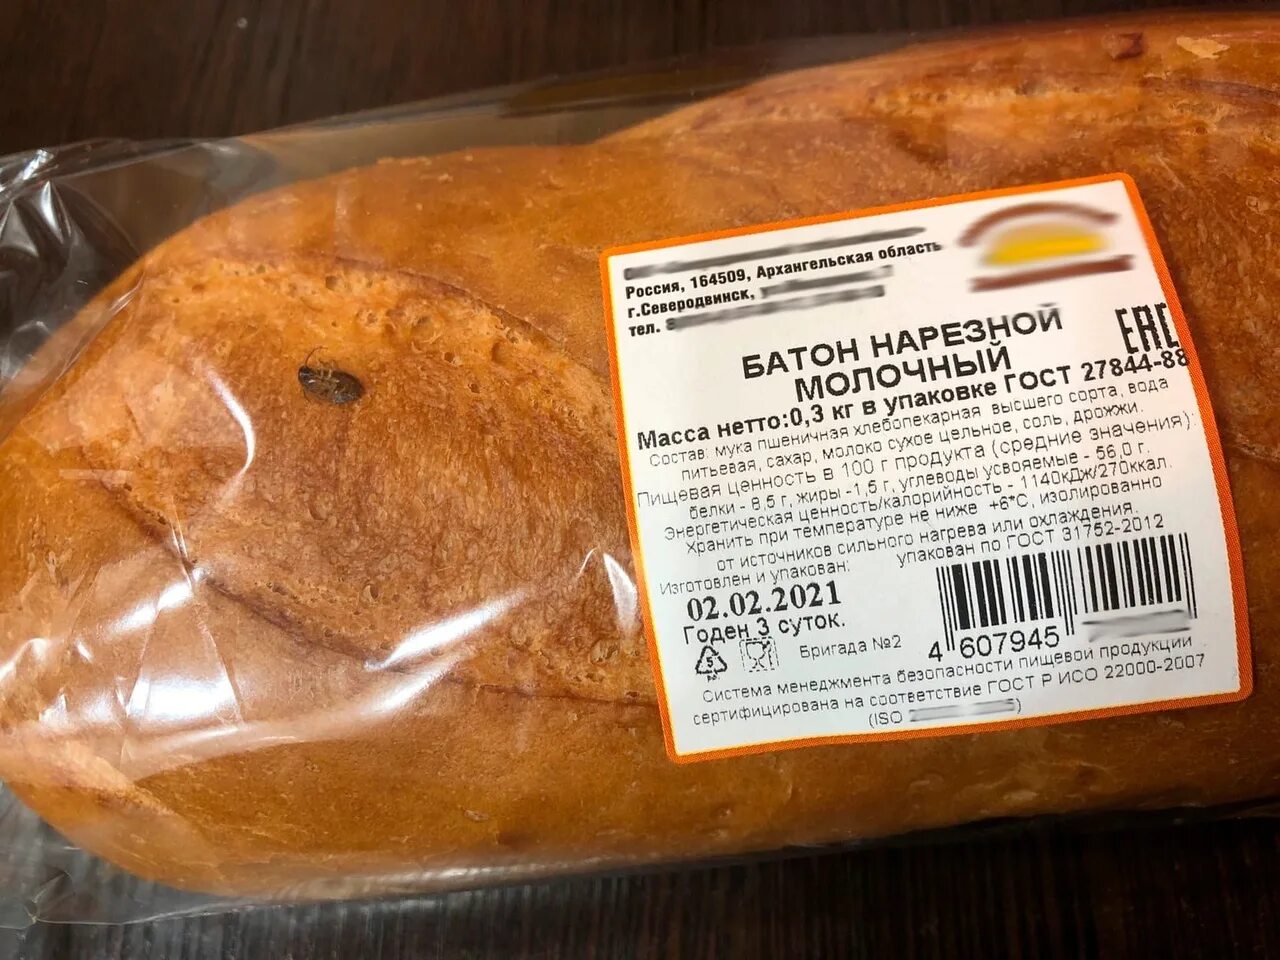 Россия, 164509, Архангельская область
г.Северодвинск,
тел. 8
БАТОН НАРЕЗНОЙ
МОЛОЧНЫЙ
EAC
Масса нетто:0,3 кг в упаковке ГОСТ 27844-88
Состав: мука пшеничная хлебопекарная высшего сорта, вода
питьевая, сахар, молоко сухое цельное, соль, дрожжи.
Пищевая ценность в 100 г продукта (средние значения):
белки - 8,5 г, жиры -1,5 г, углеводы усвояемые - 56,0 г.
Энергетическая ценность/калорийность - 1140кДж/270ккал.
Хранить при температуре не ниже +6*С, изолированно
от источников сильного нагрева или охлаждения.
Изготовлен и упакован: упакован по ГОСТ 31752-2012
02.02.2021
Годен 3 суток.
5
Бригада №2
4 607945
Система менеджмента безопасности пищевой продукции
сертифицирована на соответствие ГОСТ Р ИСО 22000-2007
(ISO )